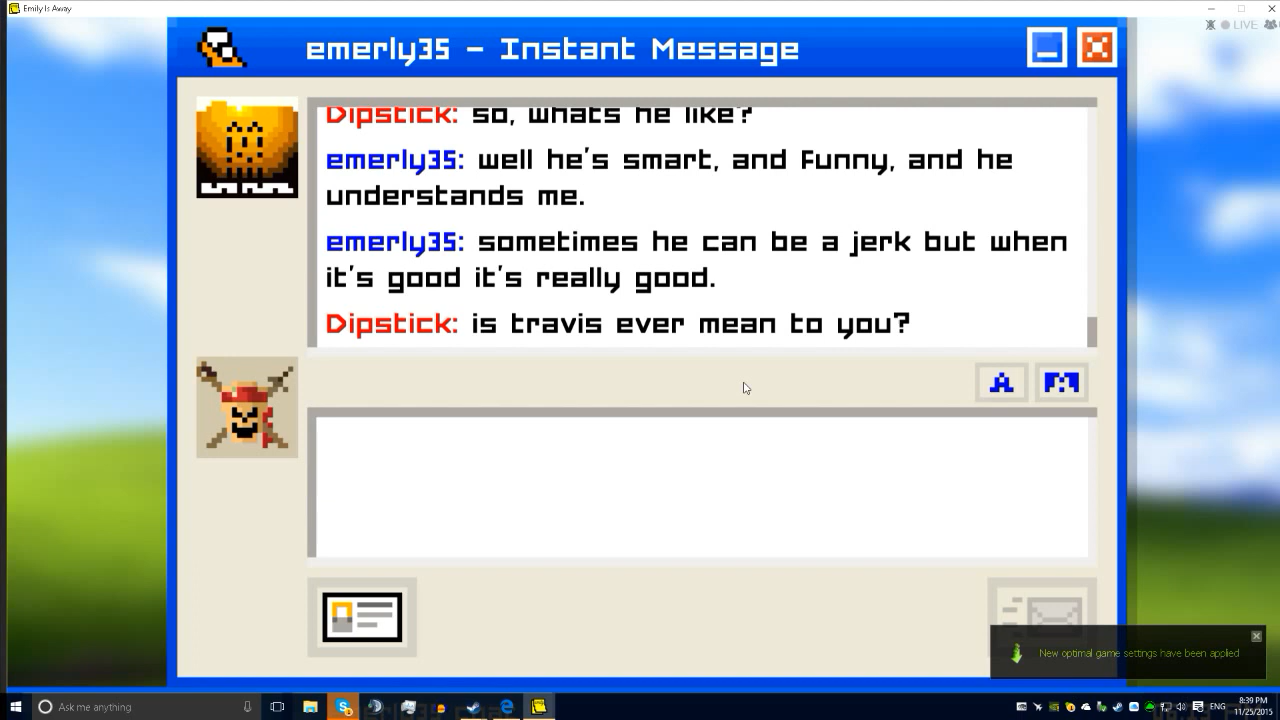 Emily Is Away
LIVE
emerly35 - Instant Message
Dipstick: so, whats he like?
emerly35: well he's smart, and funny, and he
understands me.
emerly35: sometimes he can be a jerk but when
it's good it's really good.
Dipstick: is travis ever mean to you?
A
New optimal game settings have been applied
Ask me anything
ENG
8:39 PM
11/25/2015